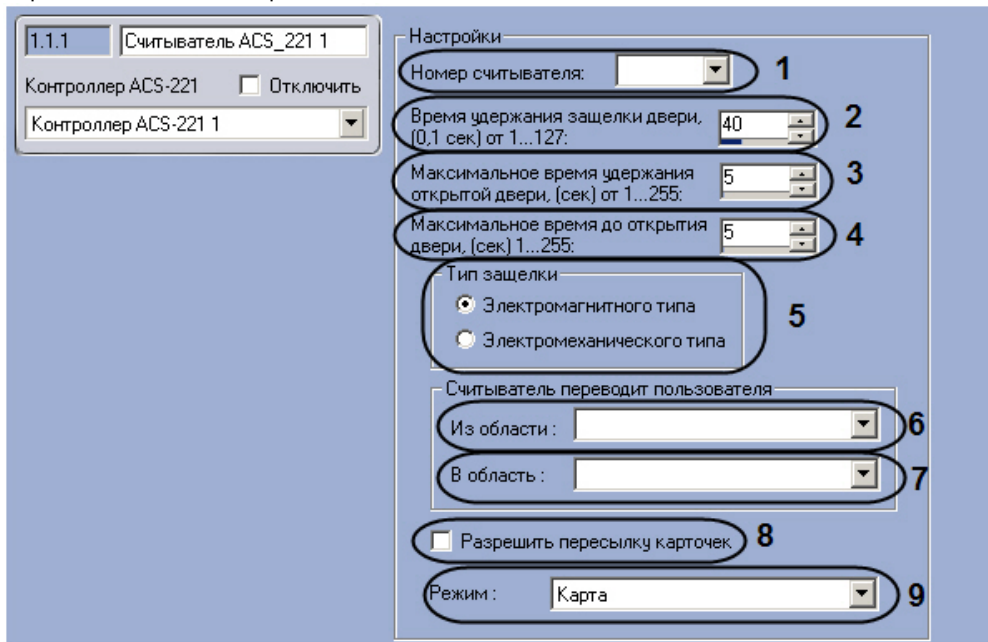 1.1.1 Считыватель ACS_221 1
Контроллер ACS-221 Отключить
Контроллер ACS-221 1
Настройки
Номер считывателя: 1
Время удержания защелки двери, (0,1 сек) от 1...127: 40 2
Максимальное время удержания открытой двери, (сек) от 1...255: 5 3
Максимальное время до открытия двери, (сек) 1...255: 5 4
Тип защелки
Электромагнитного типа
Электромеханического типа
5
Считыватель переводит пользователя
Из области : 6
В область : 7
Разрешить пересылку карточек 8
Режим : Карта 9